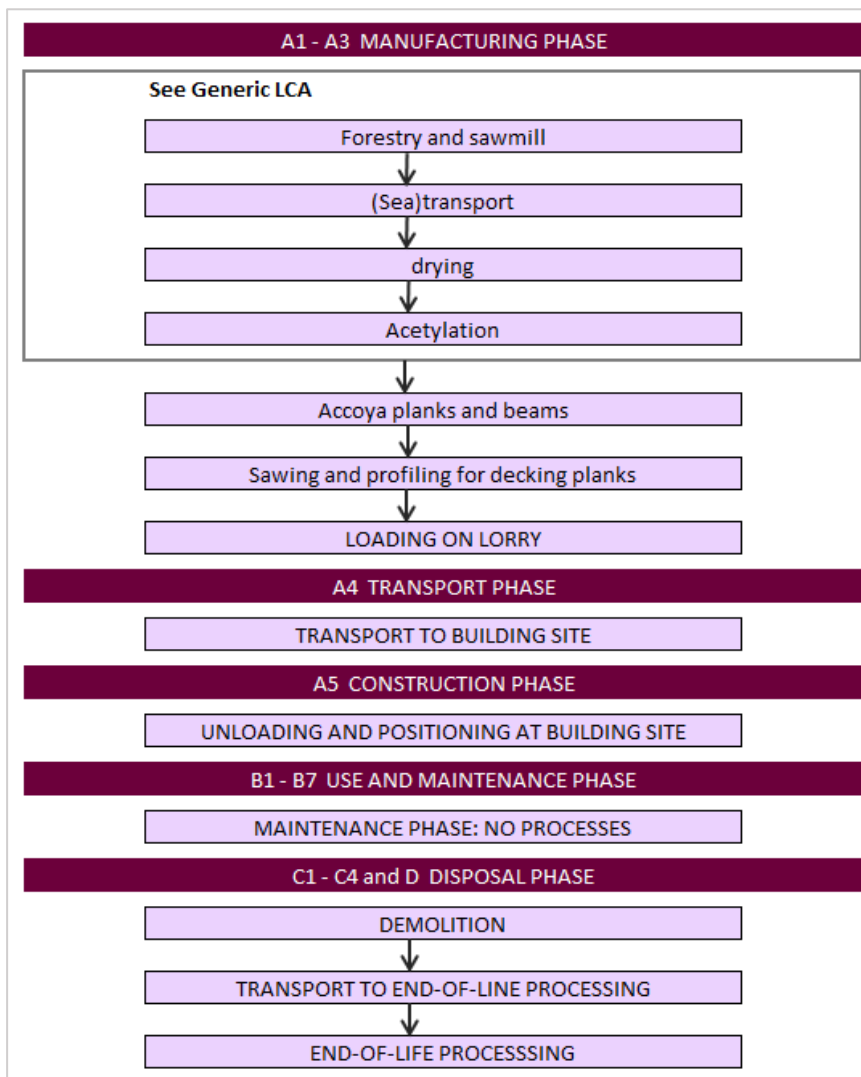 A1 - A3 MANUFACTURING PHASE
See Generic LCA
Forestry and sawmill
(Sea)transport
drying
Acetylation
Accoya planks and beams
Sawing and profiling for decking planks
LOADING ON LORRY
A4 TRANSPORT PHASE
TRANSPORT TO BUILDING SITE
A5 CONSTRUCTION PHASE
UNLOADING AND POSITIONING AT BUILDING SITE
B1 - B7 USE AND MAINTENANCE PHASE
MAINTENANCE PHASE: NO PROCESSES
C1 - C4 and D DISPOSAL PHASE
DEMOLITION
TRANSPORT TO END-OF-LINE PROCESSING
END-OF-LIFE PROCESSSING